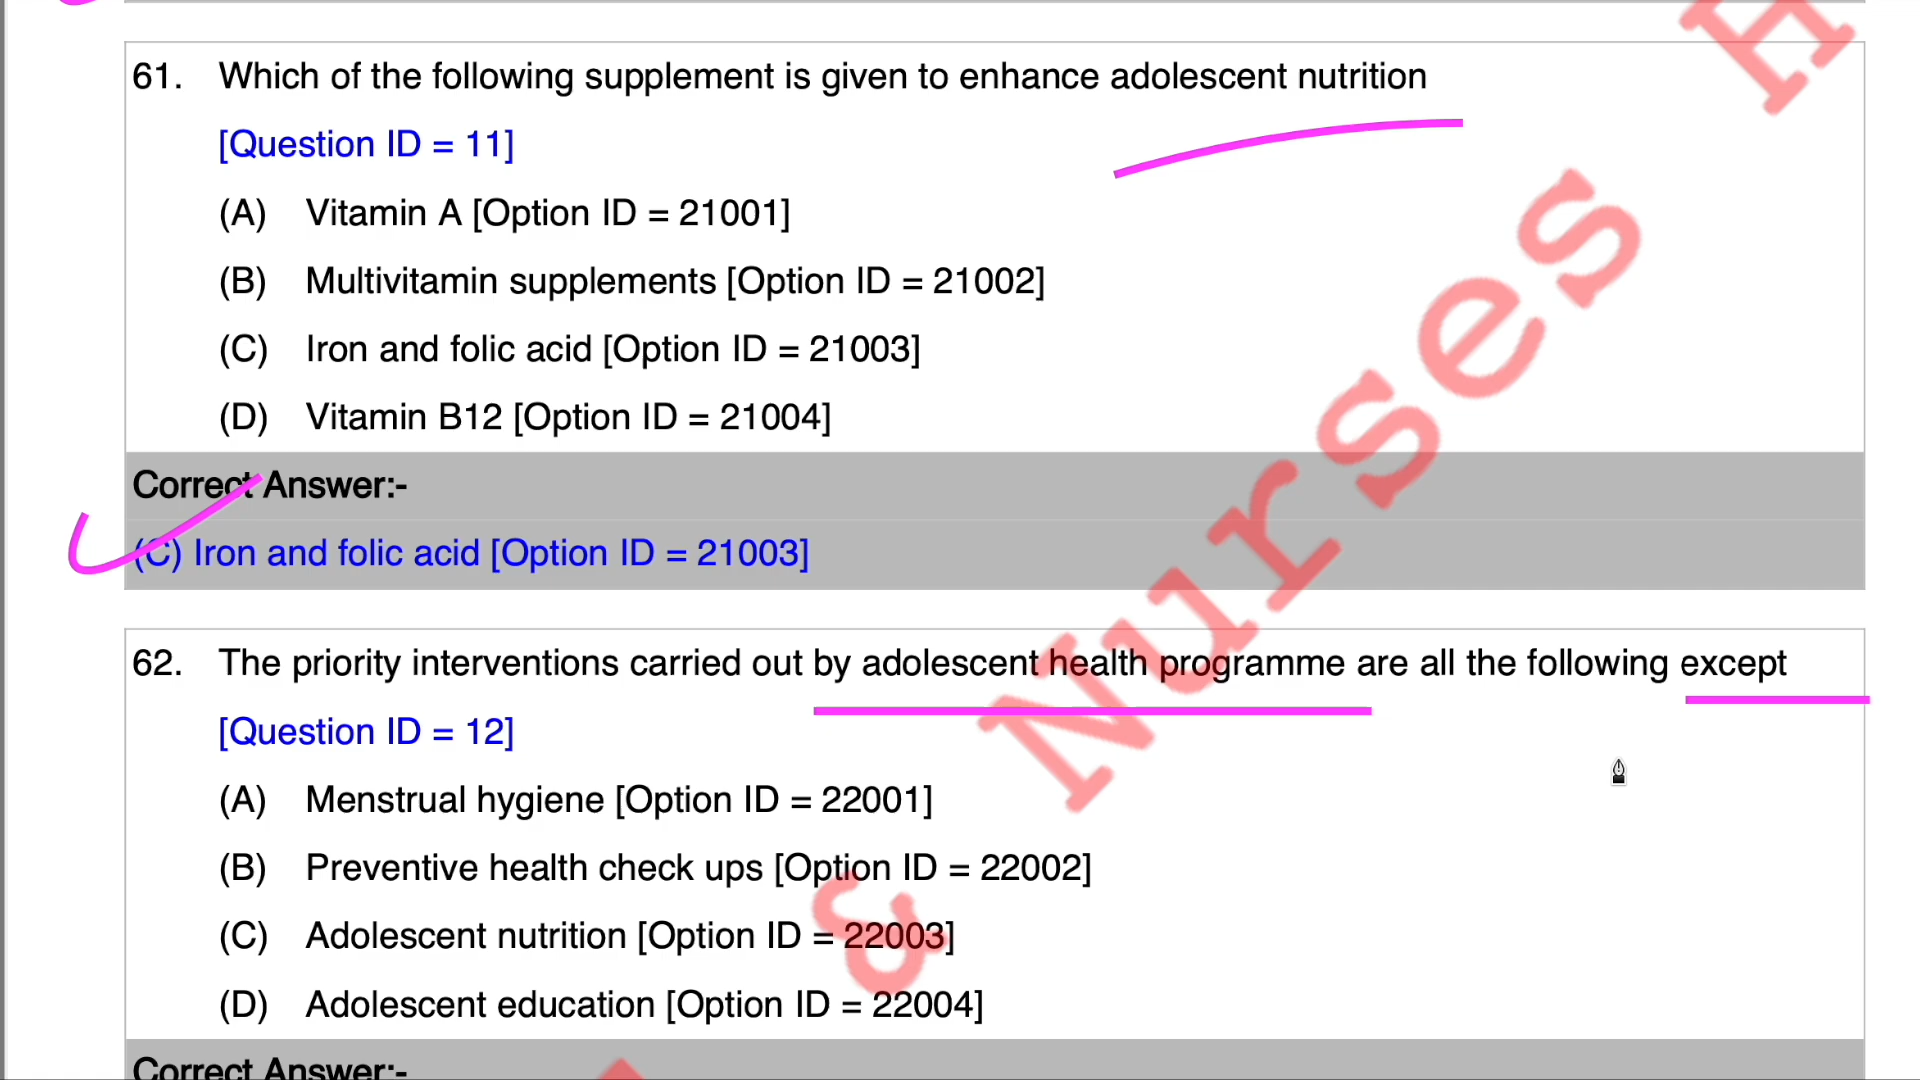 61. Which of the following supplement is given to enhance adolescent nutrition
[Question ID = 11]
(A) Vitamin A [Option ID = 21001]
(B) Multivitamin supplements [Option ID = 21002]
(C) Iron and folic acid [Option ID = 21003]
(D) Vitamin B12 [Option ID = 21004]
Correct Answer:-
(C) Iron and folic acid [Option ID = 21003]
62. The priority interventions carried out by adolescent health programme are all the following except
[Question ID = 12]
(A) Menstrual hygiene [Option ID = 22001]
(B) Preventive health check ups [Option ID = 22002]
(C) Adolescent nutrition [Option ID = 22003]
(D) Adolescent education [Option ID = 22004]
Correct Answer:-
& Nurses H